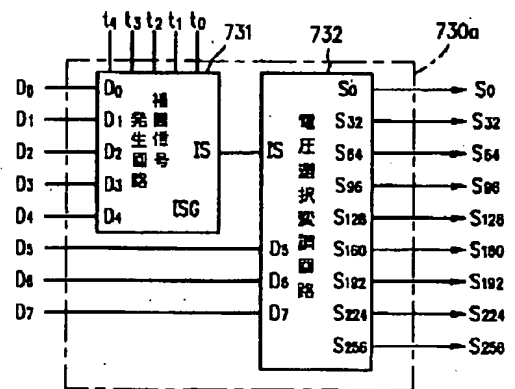 t4 t3 t2 t1 t0
731
732
730a
D0 D0
D1 D1
D2 D2
D3 D3
D4 D4
補間信号
発生回路
IS
ISG
IS
電圧選択変調回路
D5 D5
D6 D6
D7 D7
S0 S0
S32 S32
S64 S64
S96 S96
S128 S128
S160 S160
S192 S192
S224 S224
S256 S256